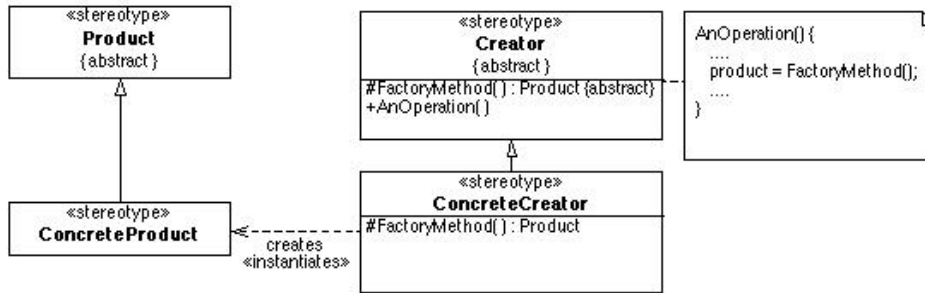 «stereotype»
Product
{abstract}
«stereotype»
Creator
{abstract}
#FactoryMethod() : Product {abstract}
+AnOperation()
AnOperation() {
....
product = FactoryMethod();
....
}
«stereotype»
ConcreteProduct
creates
«instantiates»
«stereotype»
ConcreteCreator
#FactoryMethod() : Product